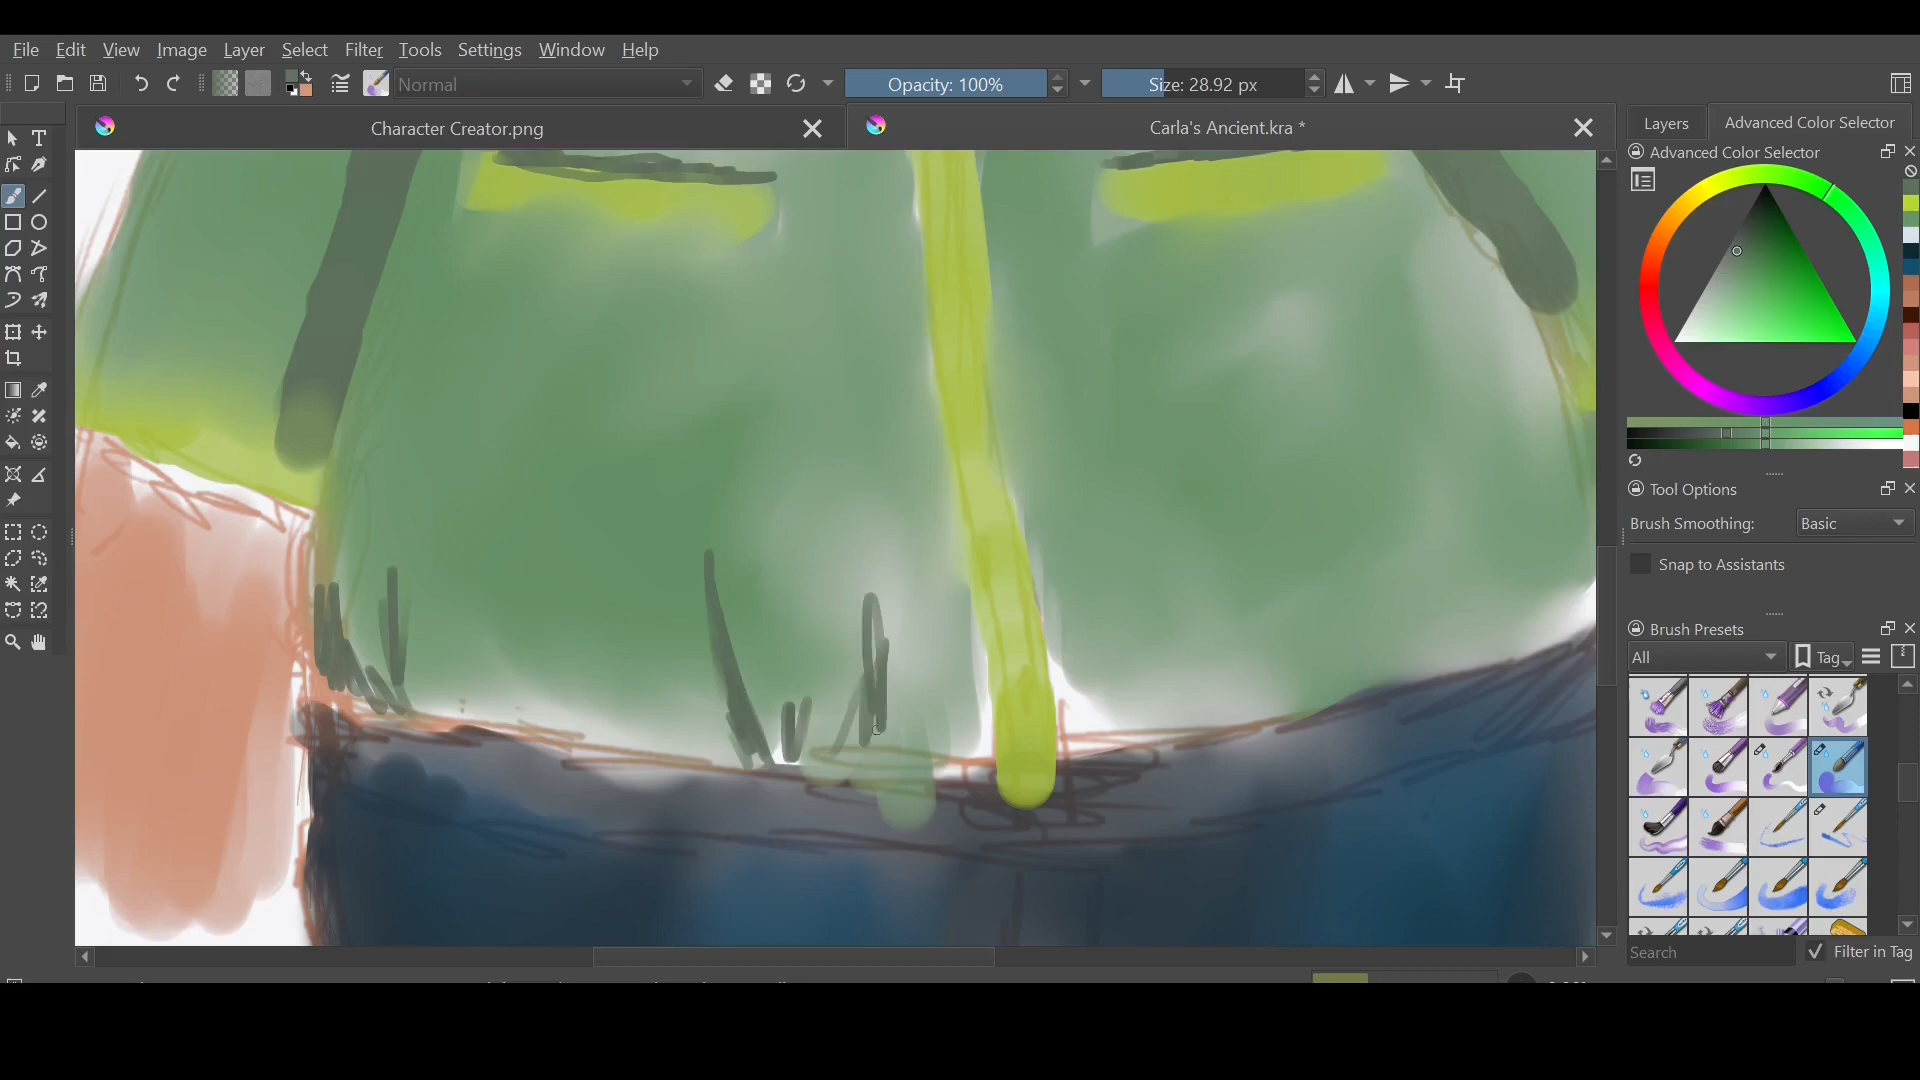 File Edit View Image Layer Select Filter Tools Settings Window Help
Normal Opacity: 100% Size: 28.92 px
Character Creator.png Carla's Ancient.kra *
Layers Advanced Color Selector
Advanced Color Selector
Tool Options
Brush Smoothing: Basic
Snap to Assistants
Brush Presets
All Tag
Search Filter in Tag